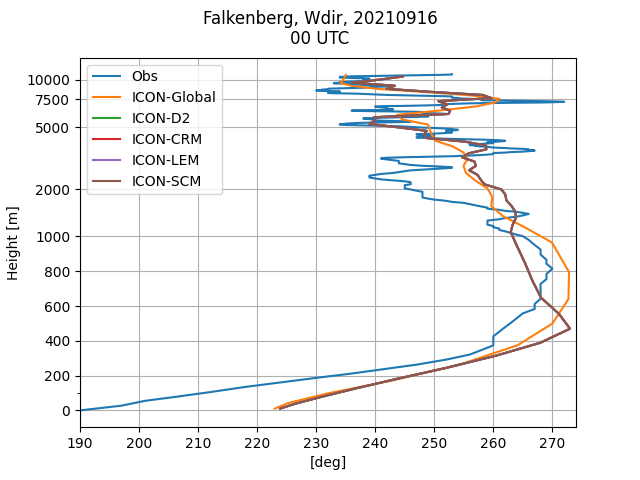 Falkenberg, Wdir, 20210916
00 UTC
Obs
ICON-Global
ICON-D2
ICON-CRM
ICON-LEM
ICON-SCM
Height [m]
10000
7500
5000
2000
1000
800
600
400
200
0
190 200 210 220 230 240 250 260 270
[deg]